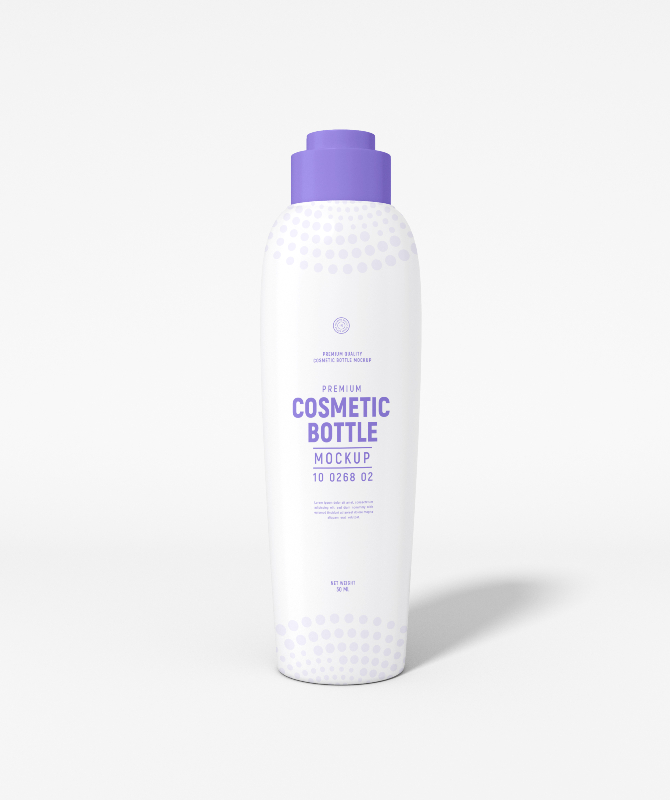 PREMIUM QUALITY
COSMETIC BOTTLE MOCKUP
PREMIUM
COSMETIC
BOTTLE
MOCKUP
10 0268 02
NET WEIGHT
50 ML